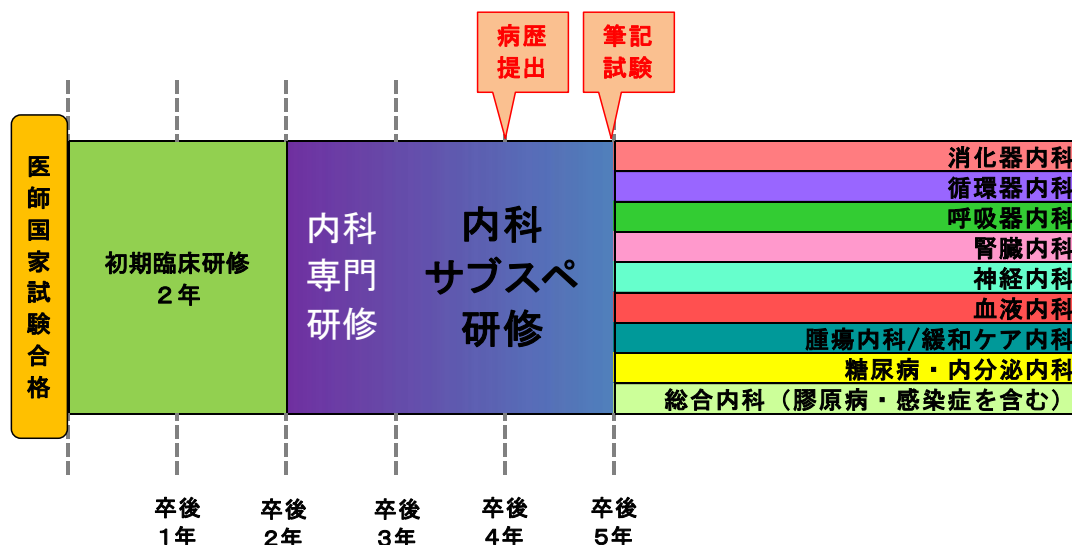 病歴
提出
筆記
試験
医師国家試験合格
初期臨床研修
２年
内科
専門
研修
内科
サブスペ
研修
消化器内科
循環器内科
呼吸器内科
腎臓内科
神経内科
血液内科
腫瘍内科/緩和ケア内科
糖尿病・内分泌内科
総合内科（膠原病・感染症を含む）
卒後
１年
卒後
２年
卒後
３年
卒後
４年
卒後
５年